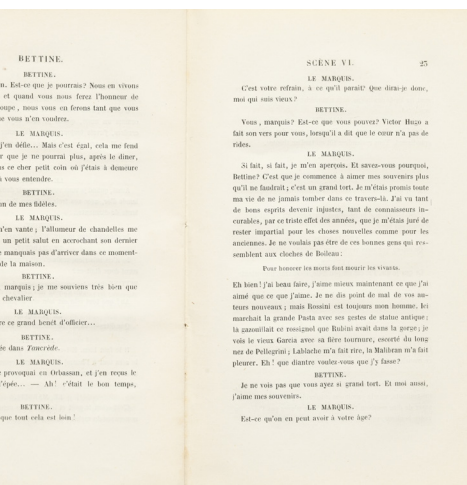 BETTINE.
BETTINE.
n. Est-ce que je pourrais? Nous en vivons
et quand vous nous ferez l'honneur de
oupe, nous vous en ferons tant que vous
e vous n'en voudrez.
LE MARQUIS.
j'en défie... Mais c'est égal, cela me fend
r que je ne pourrai plus, après le dîner,
s ce cher petit coin où j'étais à demeure
à vous entendre.
BETTINE.
un de mes fidèles.
LE MARQUIS.
m'en vante; l'allumeur de chandelles me
un petit salut en accrochant son dernier
e manquais pas d'arriver dans ce moment-
de la maison.
BETTINE.
marquis; je me souviens très bien que
chevalier
LE MARQUIS.
re ce grand benêt d'officier...
BETTINE.
ée dans Tancrède.
LE MARQUIS.
provoquai en Orbassan, et j'en reçus le
'épée... — Ah! c'était le bon temps,
BETTINE.
que tout cela est loin!
SCÈNE VI. 23
LE MARQUIS.
C'est votre refrain, à ce qu'il paraît? Que dirai-je donc,
moi qui suis vieux?
BETTINE.
Vous, marquis? Est-ce que vous pouvez? Victor Hugo a
fait son vers pour vous, lorsqu'il a dit que le cœur n'a pas de
rides.
LE MARQUIS.
Si fait, si fait, je m'en aperçois. Et savez-vous pourquoi,
Bettine? C'est que je commence à aimer mes souvenirs plus
qu'il ne faudrait; c'est un grand tort. Je m'étais promis toute
ma vie de ne jamais tomber dans ce travers-là. J'ai vu tant
de bons esprits devenir injustes, tant de connaisseurs in-
curables, par ce triste effet des années, que je m'étais juré de
rester impartial pour les choses nouvelles comme pour les
anciennes. Je ne voulais pas être de ces bonnes gens qui res-
semblent aux cloches de Boileau:
Pour honorer les morts font mourir les vivants.
Eh bien! j'ai beau faire, j'aime mieux maintenant ce que j'ai
aimé que ce que j'aime. Je ne dis point de mal de vos au-
teurs nouveaux; mais Rossini est toujours mon homme. Ici
marchait la grande Pasta avec ses gestes de statue antique;
là gazouillait ce rossignol que Rubini avait dans la gorge; je
vois le vieux Garcia avec sa fière tournure, escorté du long
nez de Pellegrini; Lablache m'a fait rire, la Malibran m'a fait
pleurer. Eh! que diantre voulez-vous que j'y fasse?
BETTINE.
Je ne vois pas que vous ayez si grand tort. Et moi aussi,
j'aime mes souvenirs.
LE MARQUIS.
Est-ce qu'on en peut avoir à votre âge?